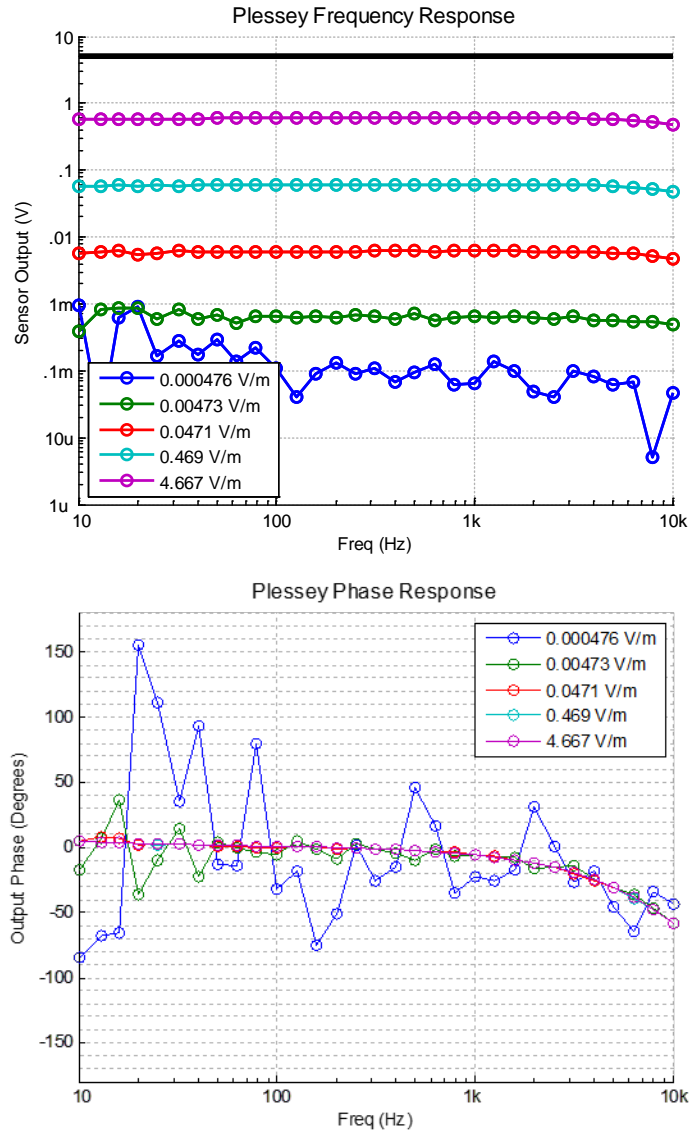 Plessey Frequency Response
10
1
.1
.01
1m
.1m
10u
1u
Sensor Output (V)
0.000476 V/m
0.00473 V/m
0.0471 V/m
0.469 V/m
4.667 V/m
10
100
1k
10k
Freq (Hz)
Plessey Phase Response
150
100
50
0
-50
-100
-150
Output Phase (Degrees)
0.000476 V/m
0.00473 V/m
0.0471 V/m
0.469 V/m
4.667 V/m
10
100
1k
10k
Freq (Hz)